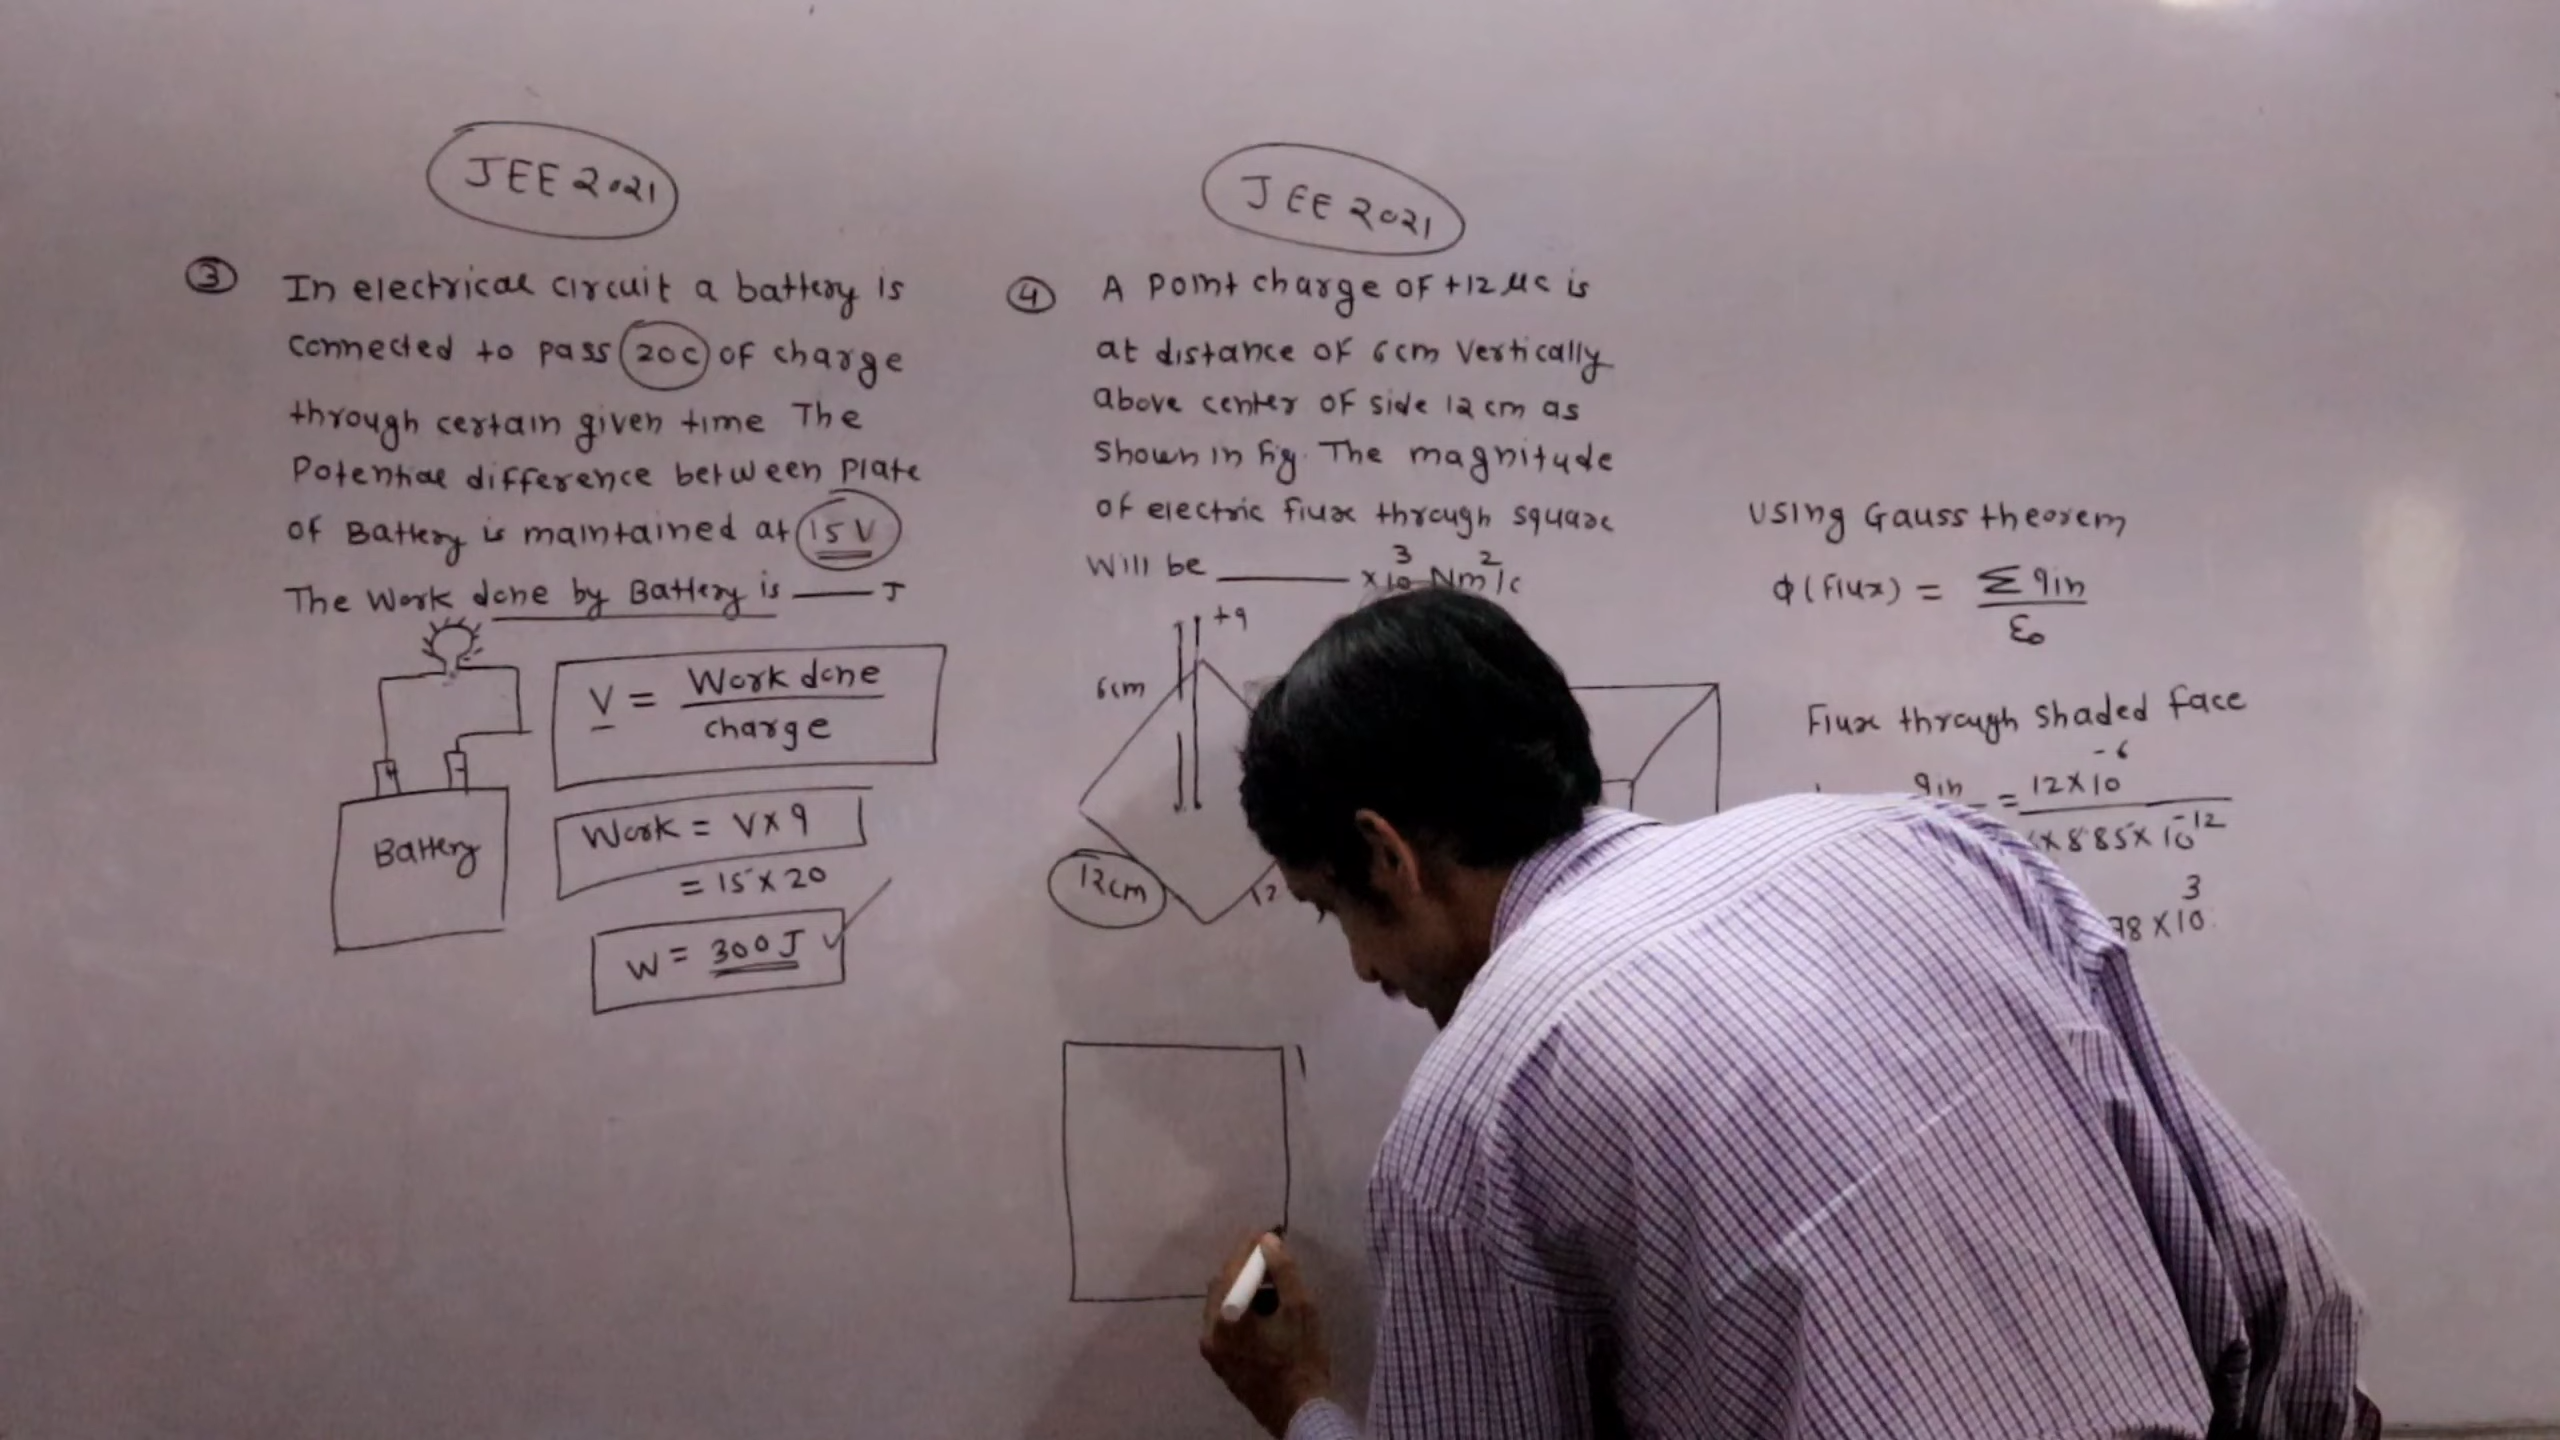 JEE 2021
③ In electrical circuit a battery is
connected to pass 20C of charge
through certain given time The
Potential difference between plate
of Battery is maintained at 15 V
The Work done by Battery is ___ J
Battery
V = Work done / charge
Work = V × q
= 15 × 20
W = 300 J
JEE 2021
④ A Point charge of +12 μc is
at distance of 6 cm vertically
above center of side 12 cm as
shown in fig. The magnitude
of electric flux through square
Will be ___ × 10³ Nm²/c
+q
6cm
12cm
12
Using Gauss theorem
Φ (flux) = Σ qin / ε₀
Flux through shaded face
qin = 12 × 10⁻⁶
× 8.85 × 10⁻¹²
98 × 10³